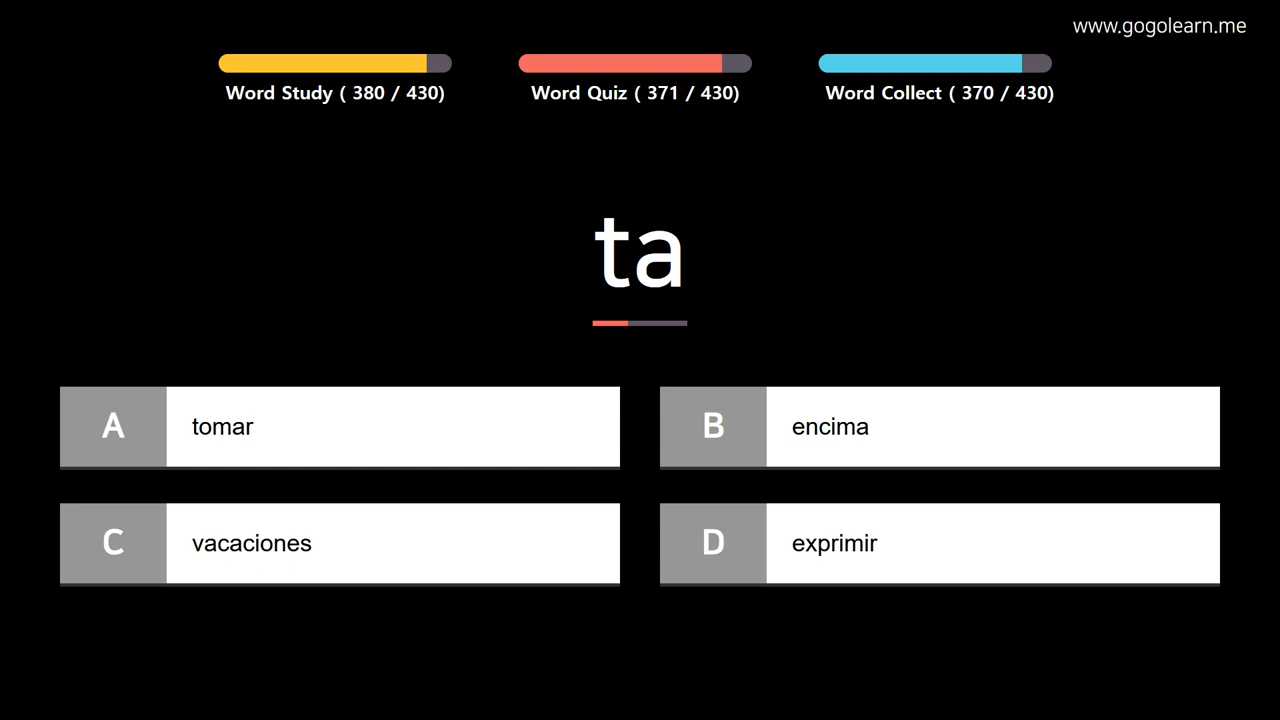 www.gogolearn.me
Word Study ( 380 / 430)
Word Quiz ( 371 / 430)
Word Collect ( 370 / 430)
ta
A tomar
B encima
C vacaciones
D exprimir